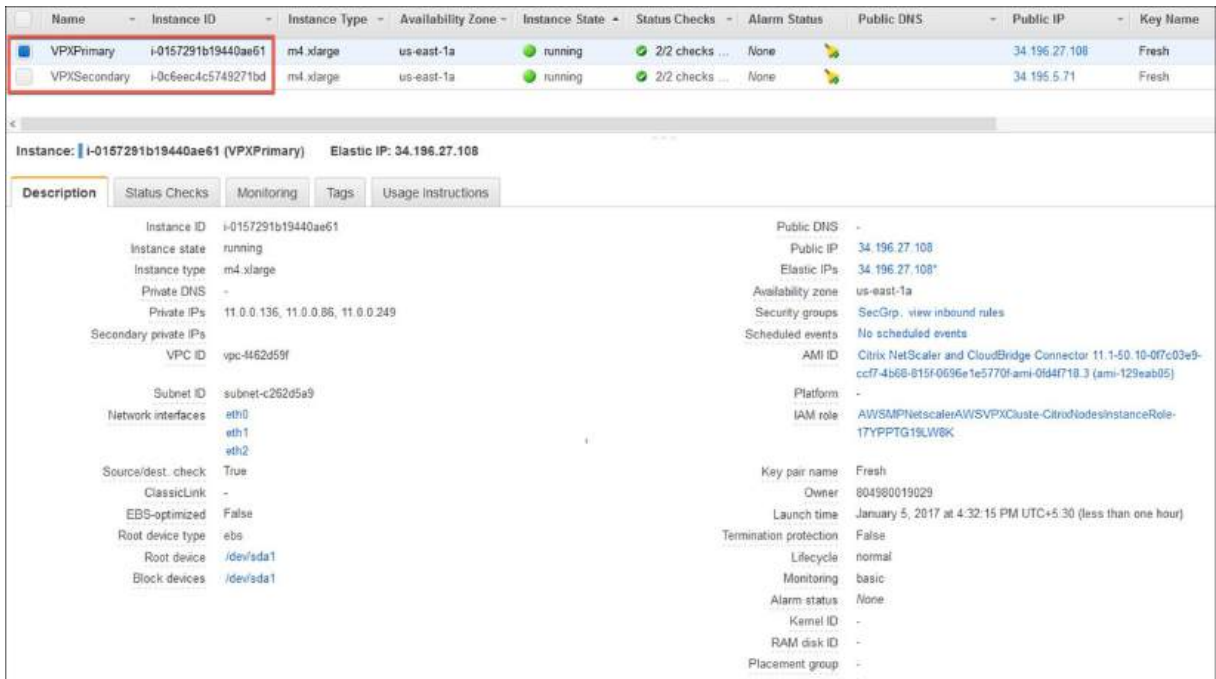 Name Instance ID Instance Type Availability Zone Instance State Status Checks Alarm Status Public DNS Public IP Key Name
VPXPrimary i-0157291b19440ae61 m4.xlarge us-east-1a running 2/2 checks ... None 34.196.27.108 Fresh
VPXSecondary i-0c6eec4c5749271bd m4.xlarge us-east-1a running 2/2 checks ... None 34.195.5.71 Fresh
Instance: i-0157291b19440ae61 (VPXPrimary) Elastic IP: 34.196.27.108
Description Status Checks Monitoring Tags Usage Instructions
Instance ID i-0157291b19440ae61 Public DNS -
Instance state running Public IP 34.196.27.108
Instance type m4.xlarge Elastic IPs 34.196.27.108*
Private DNS - Availability zone us-east-1a
Private IPs 11.0.0.136, 11.0.0.86, 11.0.0.249 Security groups SecGrp. view inbound rules
Secondary private IPs Scheduled events No scheduled events
VPC ID vpc-f462d59f AMI ID Citrix NetScaler and CloudBridge Connector 11.1-50.10-0f7c03e9-
ccf7-4b68-815f-0696e1e5770f-ami-0fd4f718.3 (ami-129eab05)
Subnet ID subnet-c262d5a9 Platform -
Network interfaces eth0 IAM role AWSMPNetscalerAWSVPXCluste-CitrixNodesInstanceRole-
eth1 17YPPTG19LW8K
eth2
Source/dest. check True Key pair name Fresh
ClassicLink - Owner 804980019029
EBS-optimized False Launch time January 5, 2017 at 4:32:15 PM UTC+5:30 (less than one hour)
Root device type ebs Termination protection False
Root device /dev/sda1 Lifecycle normal
Block devices /dev/sda1 Monitoring basic
Alarm status None
Kernel ID -
RAM disk ID -
Placement group -